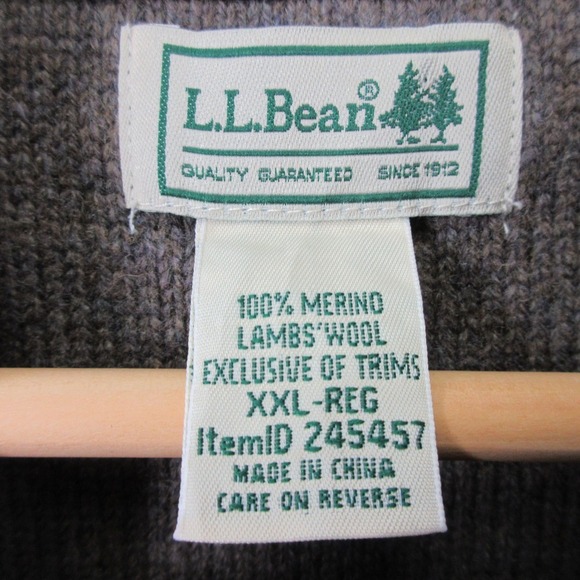 L.L.Bean®
QUALITY GUARANTEED SINCE 1912
100% MERINO
LAMBS' WOOL
EXCLUSIVE OF TRIMS
XXL-REG
ItemID 245457
MADE IN CHINA
CARE ON REVERSE